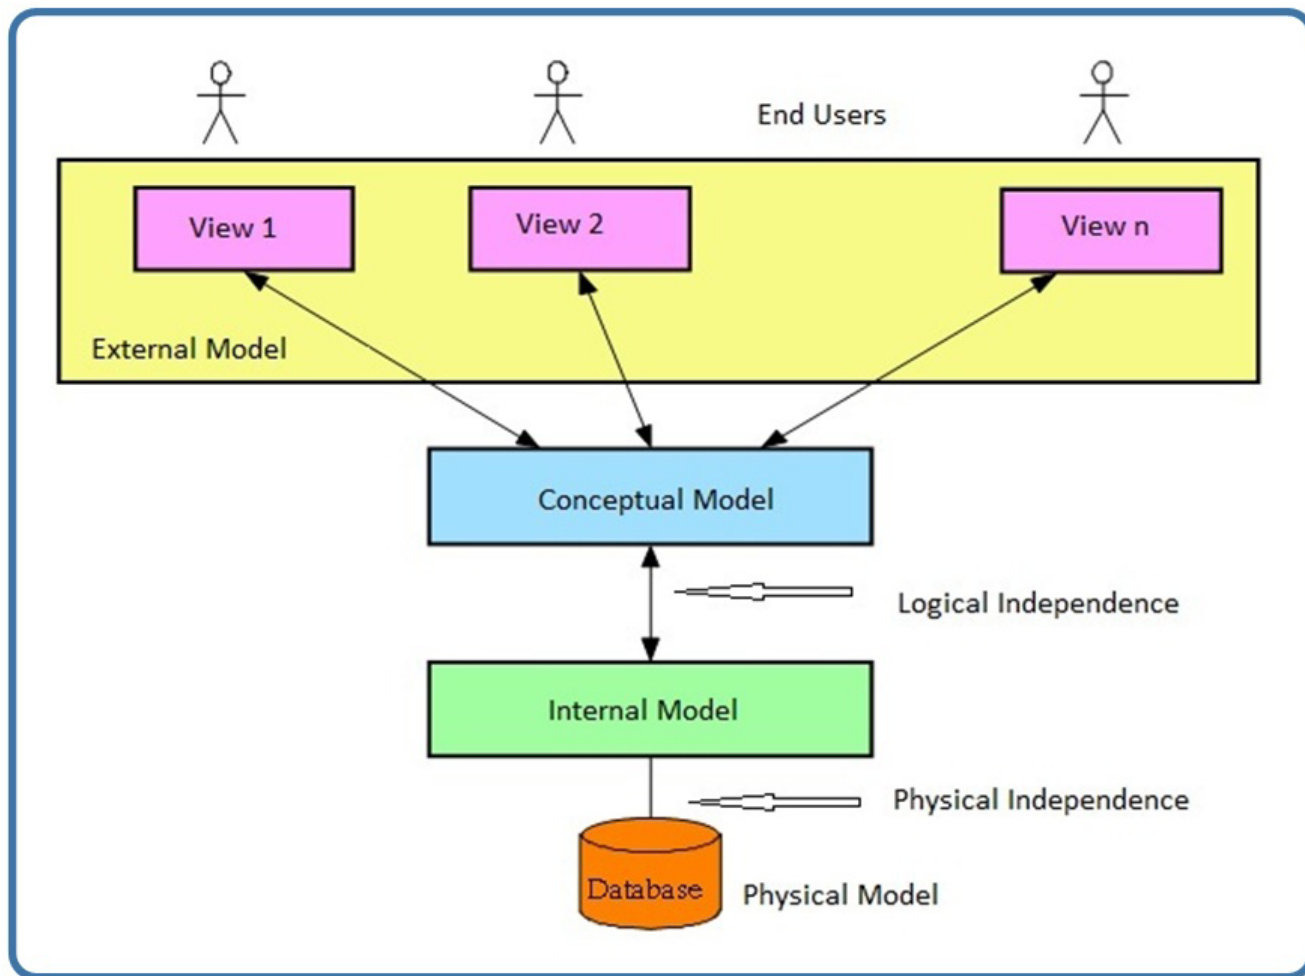 End Users
View 1
View 2
View n
External Model
Conceptual Model
Logical Independence
Internal Model
Physical Independence
Database
Physical Model